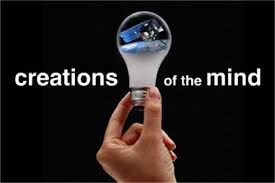 creations of the mind